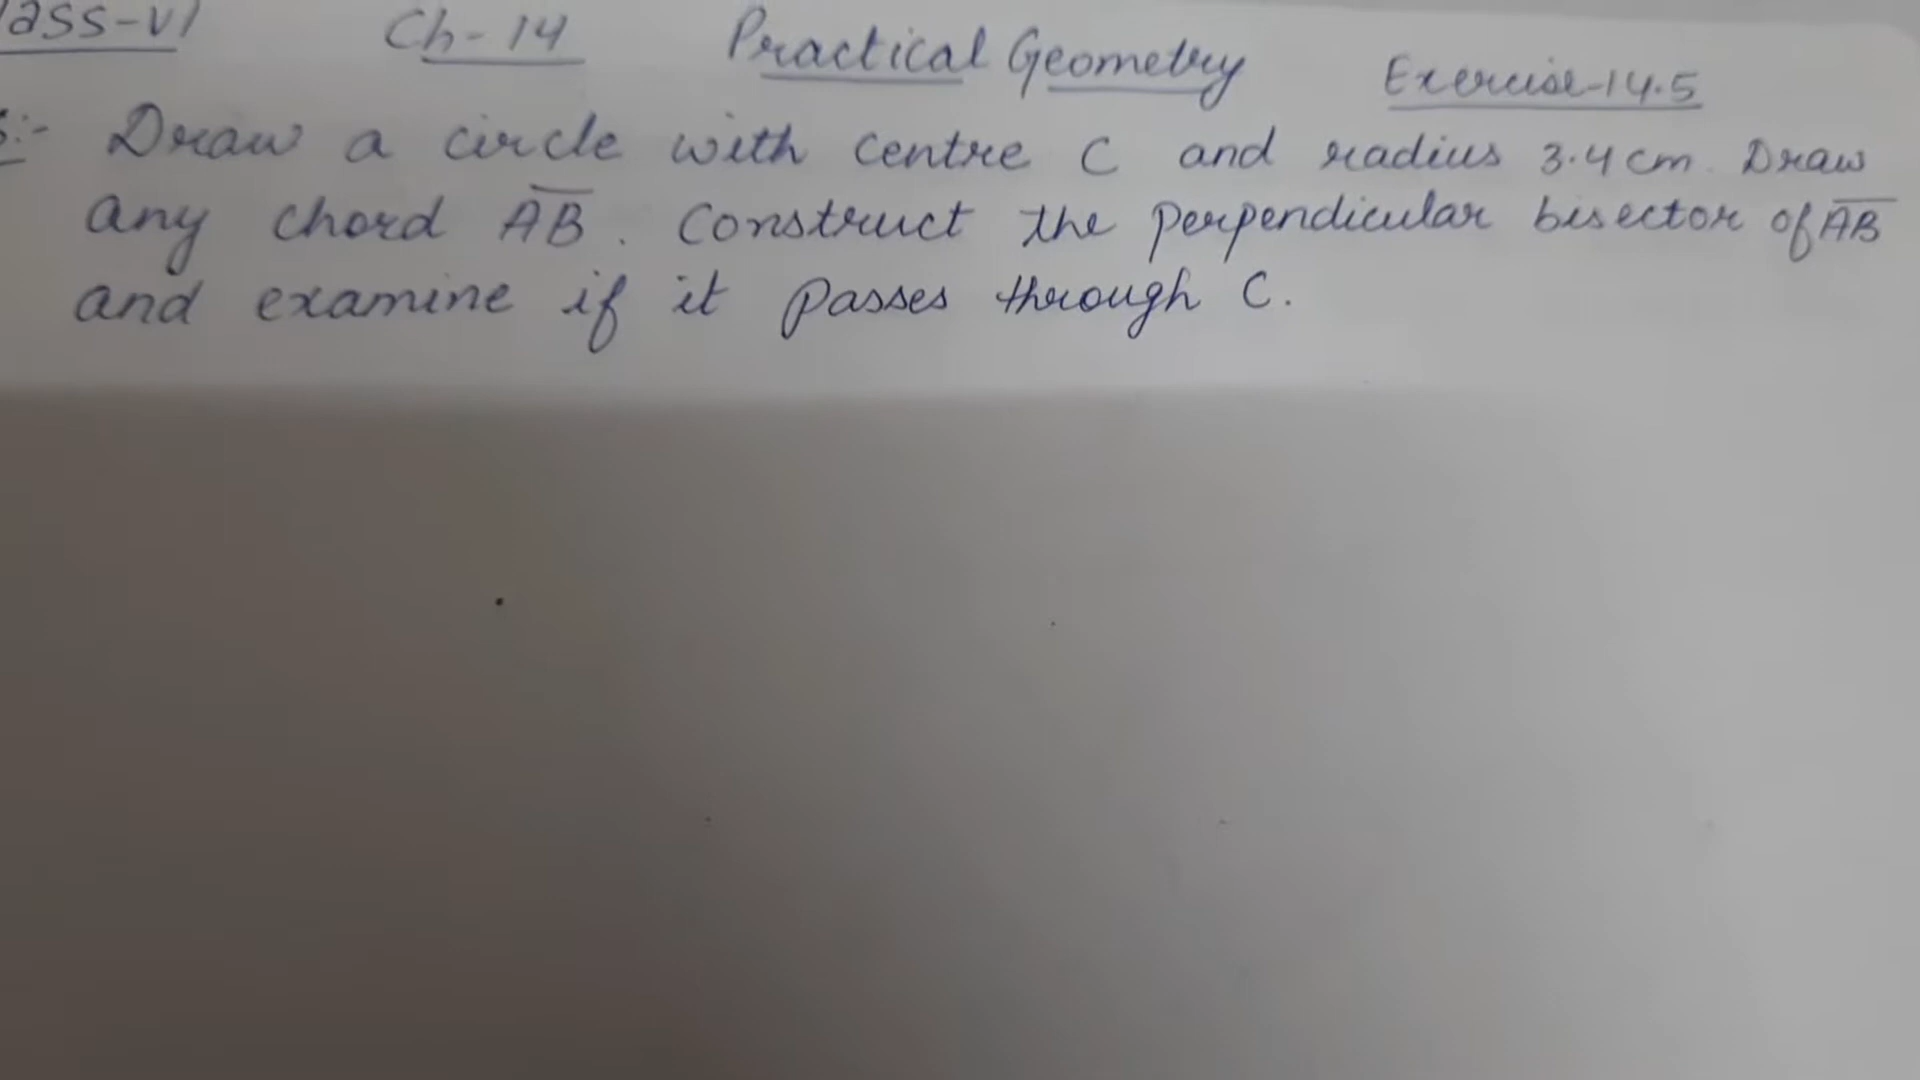 ass-VI Ch-14 Practical Geometry Exercise-14.5
:- Draw a circle with centre C and radius 3.4 cm. Draw
any chord AB. Construct the perpendicular bisector of AB
and examine if it passes through C.